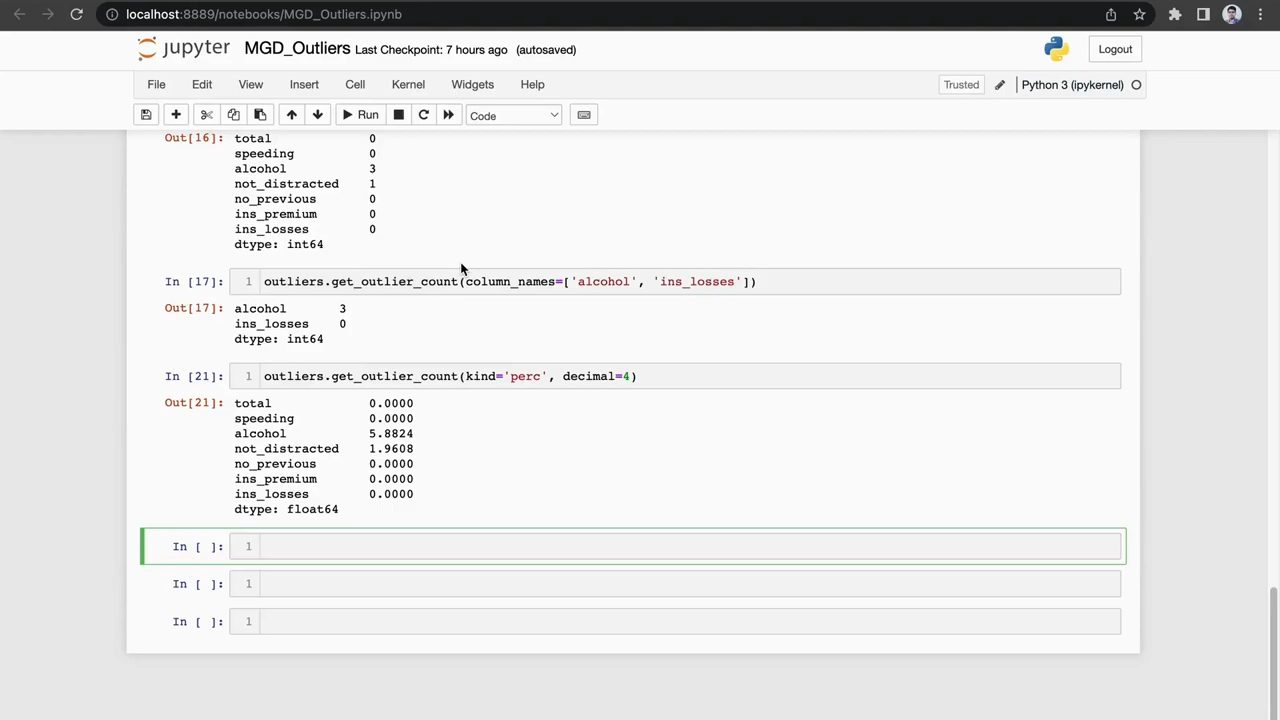 localhost:8889/notebooks/MGD_Outliers.ipynb
jupyter MGD_Outliers Last Checkpoint: 7 hours ago (autosaved) Logout
File Edit View Insert Cell Kernel Widgets Help Trusted Python 3 (ipykernel)
Run Code
Out[16]: total 0
speeding 0
alcohol 3
not_distracted 1
no_previous 0
ins_premium 0
ins_losses 0
dtype: int64
In [17]: 1 outliers.get_outlier_count(column_names=['alcohol', 'ins_losses'])
Out[17]: alcohol 3
ins_losses 0
dtype: int64
In [21]: 1 outliers.get_outlier_count(kind='perc', decimal=4)
Out[21]: total 0.0000
speeding 0.0000
alcohol 5.8824
not_distracted 1.9608
no_previous 0.0000
ins_premium 0.0000
ins_losses 0.0000
dtype: float64
In [ ]: 1
In [ ]: 1
In [ ]: 1